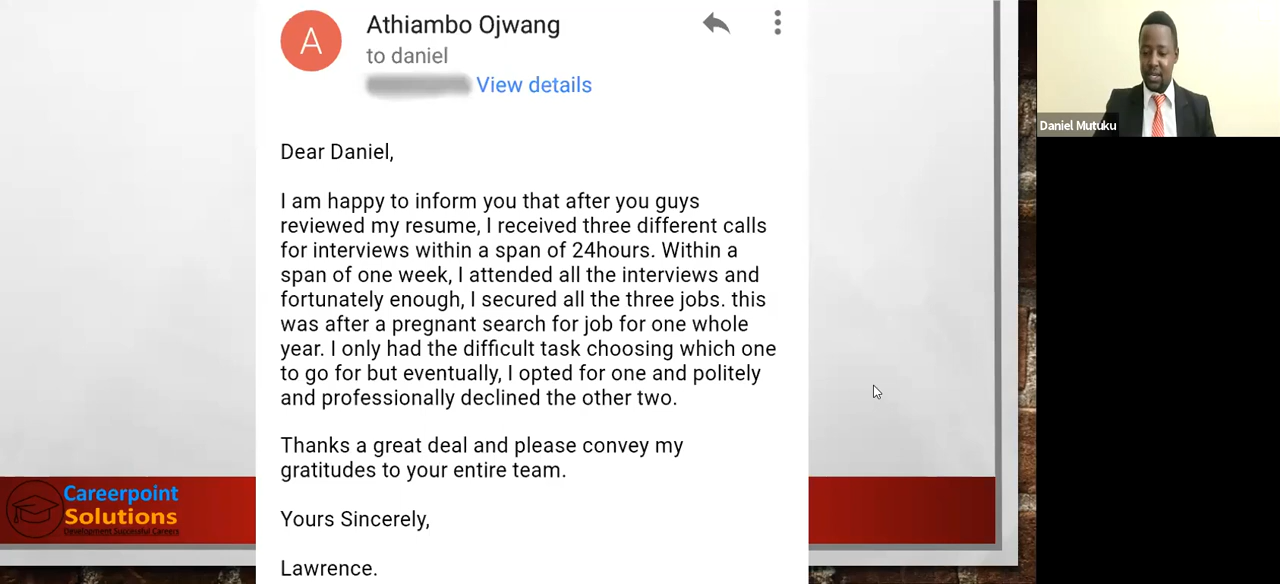 A
Athiambo Ojwang
to daniel
View details
Dear Daniel,
I am happy to inform you that after you guys
reviewed my resume, I received three different calls
for interviews within a span of 24hours. Within a
span of one week, I attended all the interviews and
fortunately enough, I secured all the three jobs. this
was after a pregnant search for job for one whole
year. I only had the difficult task choosing which one
to go for but eventually, I opted for one and politely
and professionally declined the other two.
Thanks a great deal and please convey my
gratitudes to your entire team.
Yours Sincerely,
Lawrence.
Careerpoint
Solutions
Development Successful Careers
Daniel Mutuku